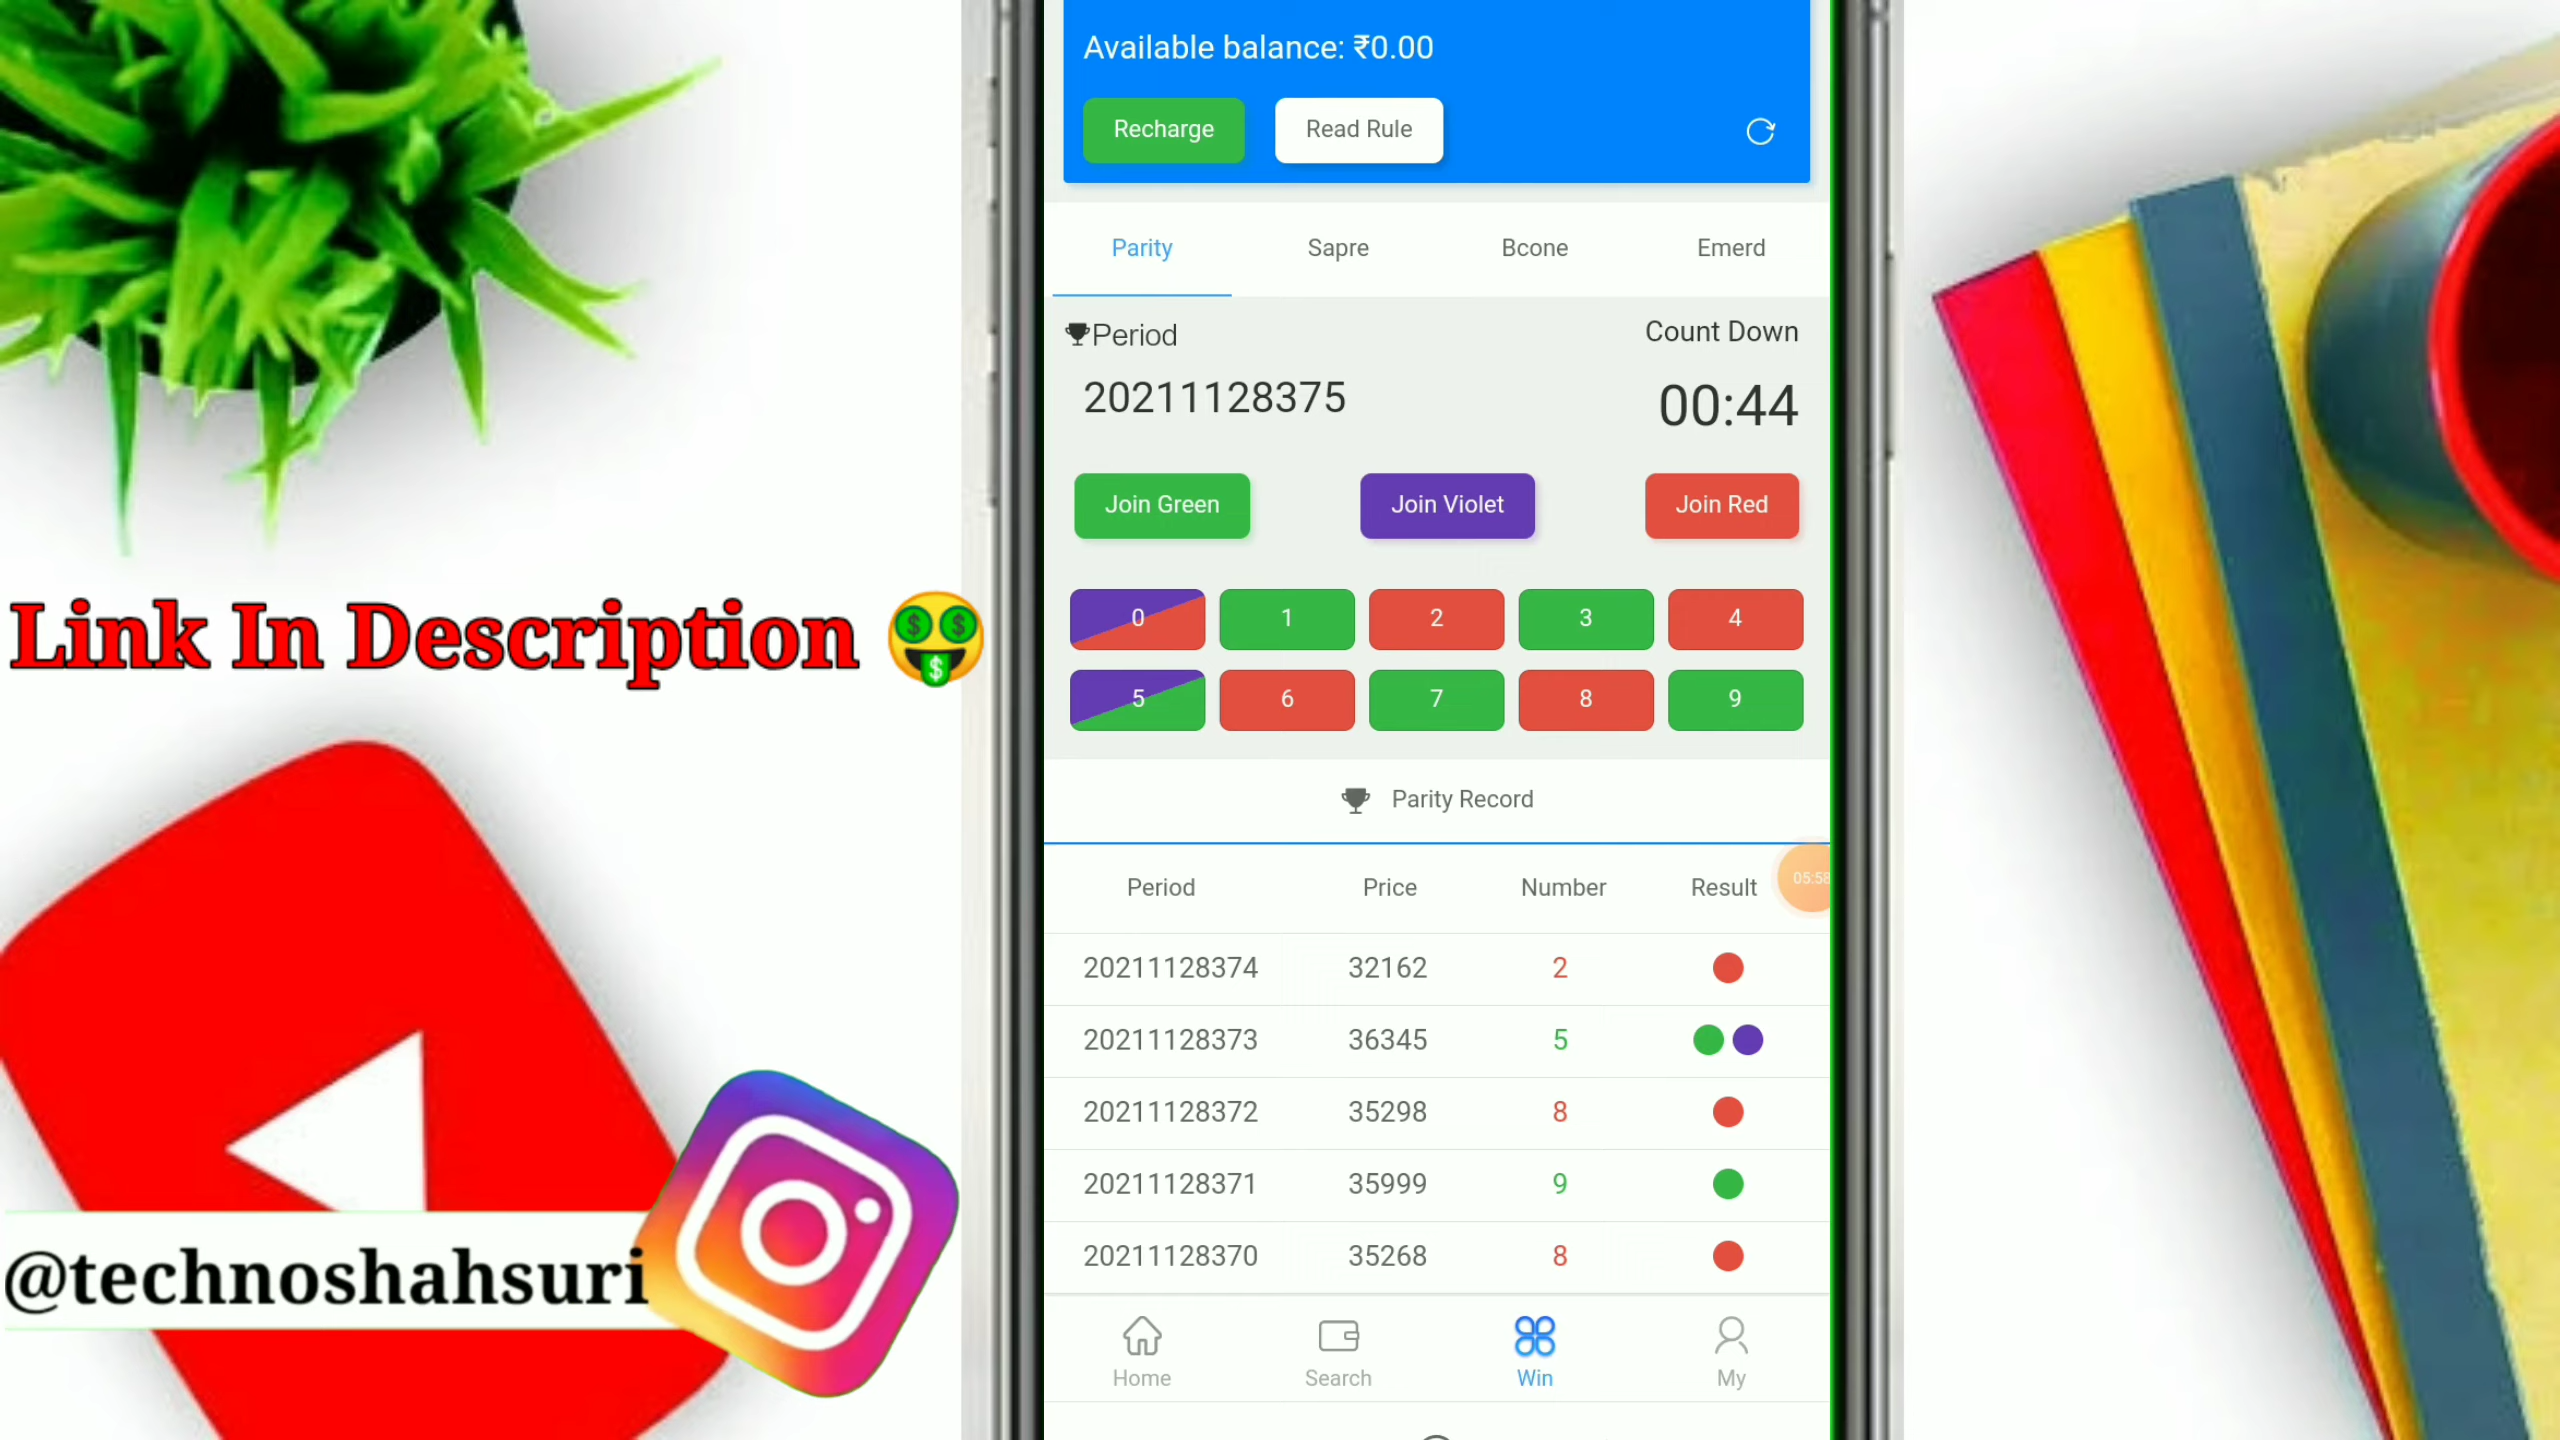 Available balance: ₹0.00
Recharge
Read Rule
Parity
Sapre
Bcone
Emerd
Period
Count Down
20211128375
00:44
Join Green
Join Violet
Join Red
0
1
2
3
4
5
6
7
8
9
Parity Record
Period Price Number Result
05:58
20211128374 32162 2
20211128373 36345 5
20211128372 35298 8
20211128371 35999 9
20211128370 35268 8
Home
Search
Win
My
Link In Description
@technoshahsuri